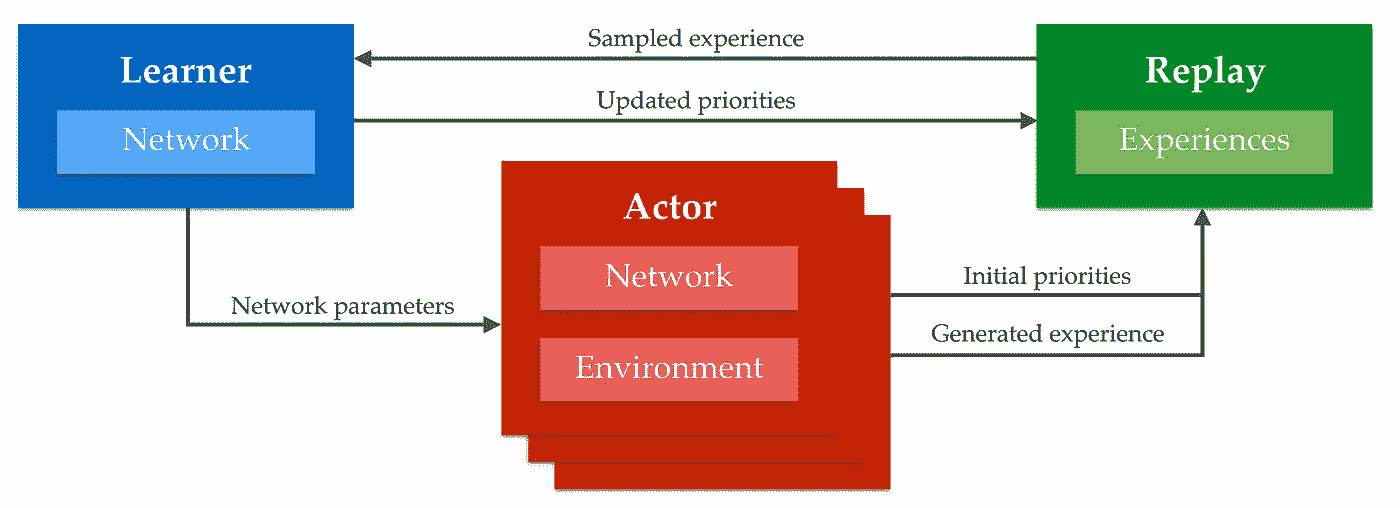 Sampled experience
Learner
Replay
Updated priorities
Network
Experiences
Actor
Network
Initial priorities
Network parameters
Generated experience
Environment